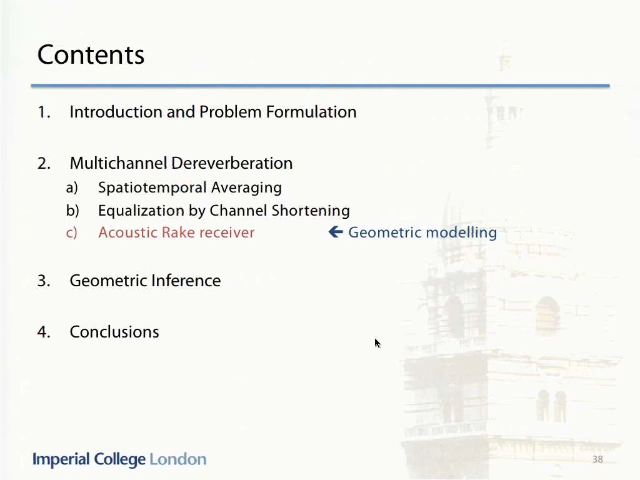 Contents
1. Introduction and Problem Formulation
2. Multichannel Dereverberation
a) Spatiotemporal Averaging
b) Equalization by Channel Shortening
c) Acoustic Rake receiver ← Geometric modelling
3. Geometric Inference
4. Conclusions
Imperial College London
38